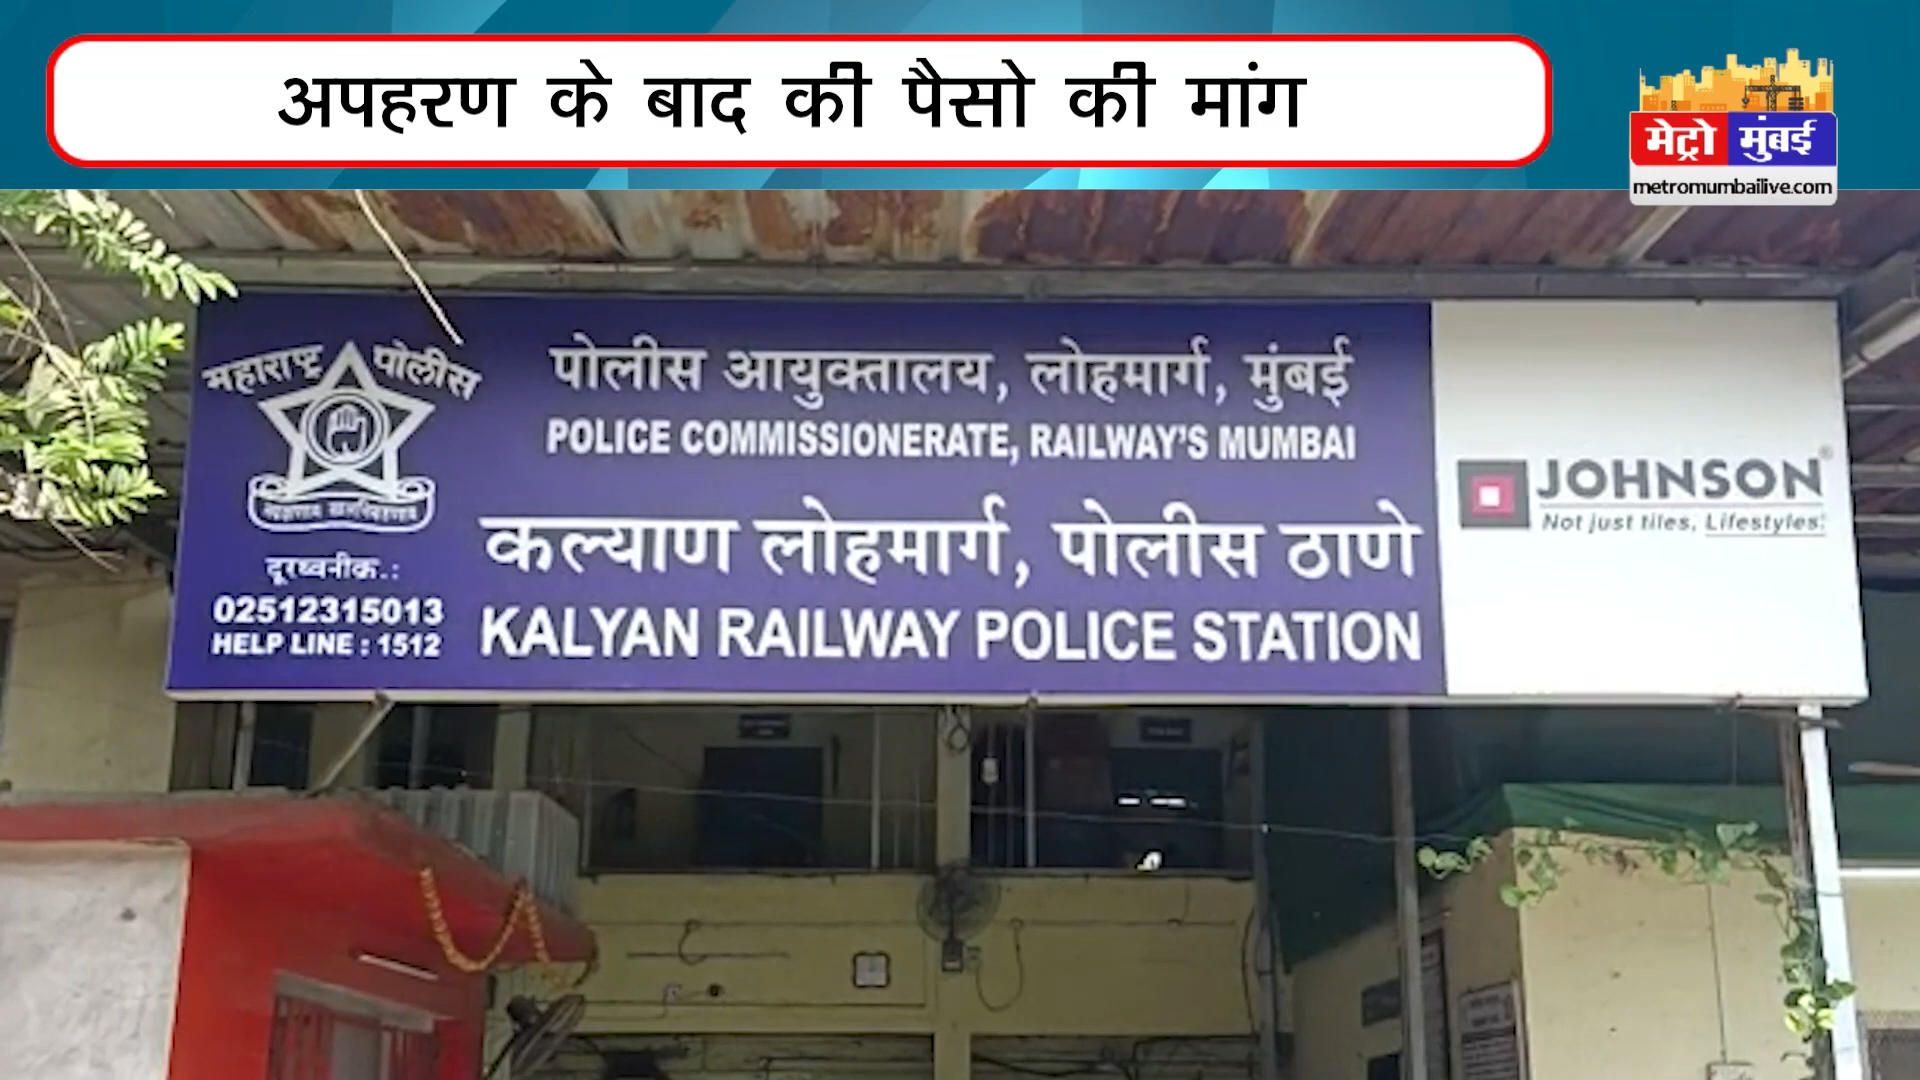 अपहरण के बाद की पैसो की मांग
मेट्रो मुंबई
metromumbailive.com
महाराष्ट्र पोलीस
पोलीस आयुक्तालय, लोहमार्ग, मुंबई
POLICE COMMISSIONERATE, RAILWAY'S MUMBAI
कल्याण लोहमार्ग, पोलीस ठाणे
KALYAN RAILWAY POLICE STATION
दूरध्वनीक.:
02512315013
HELP LINE : 1512
JOHNSON®
Not just tiles, Lifestyles.